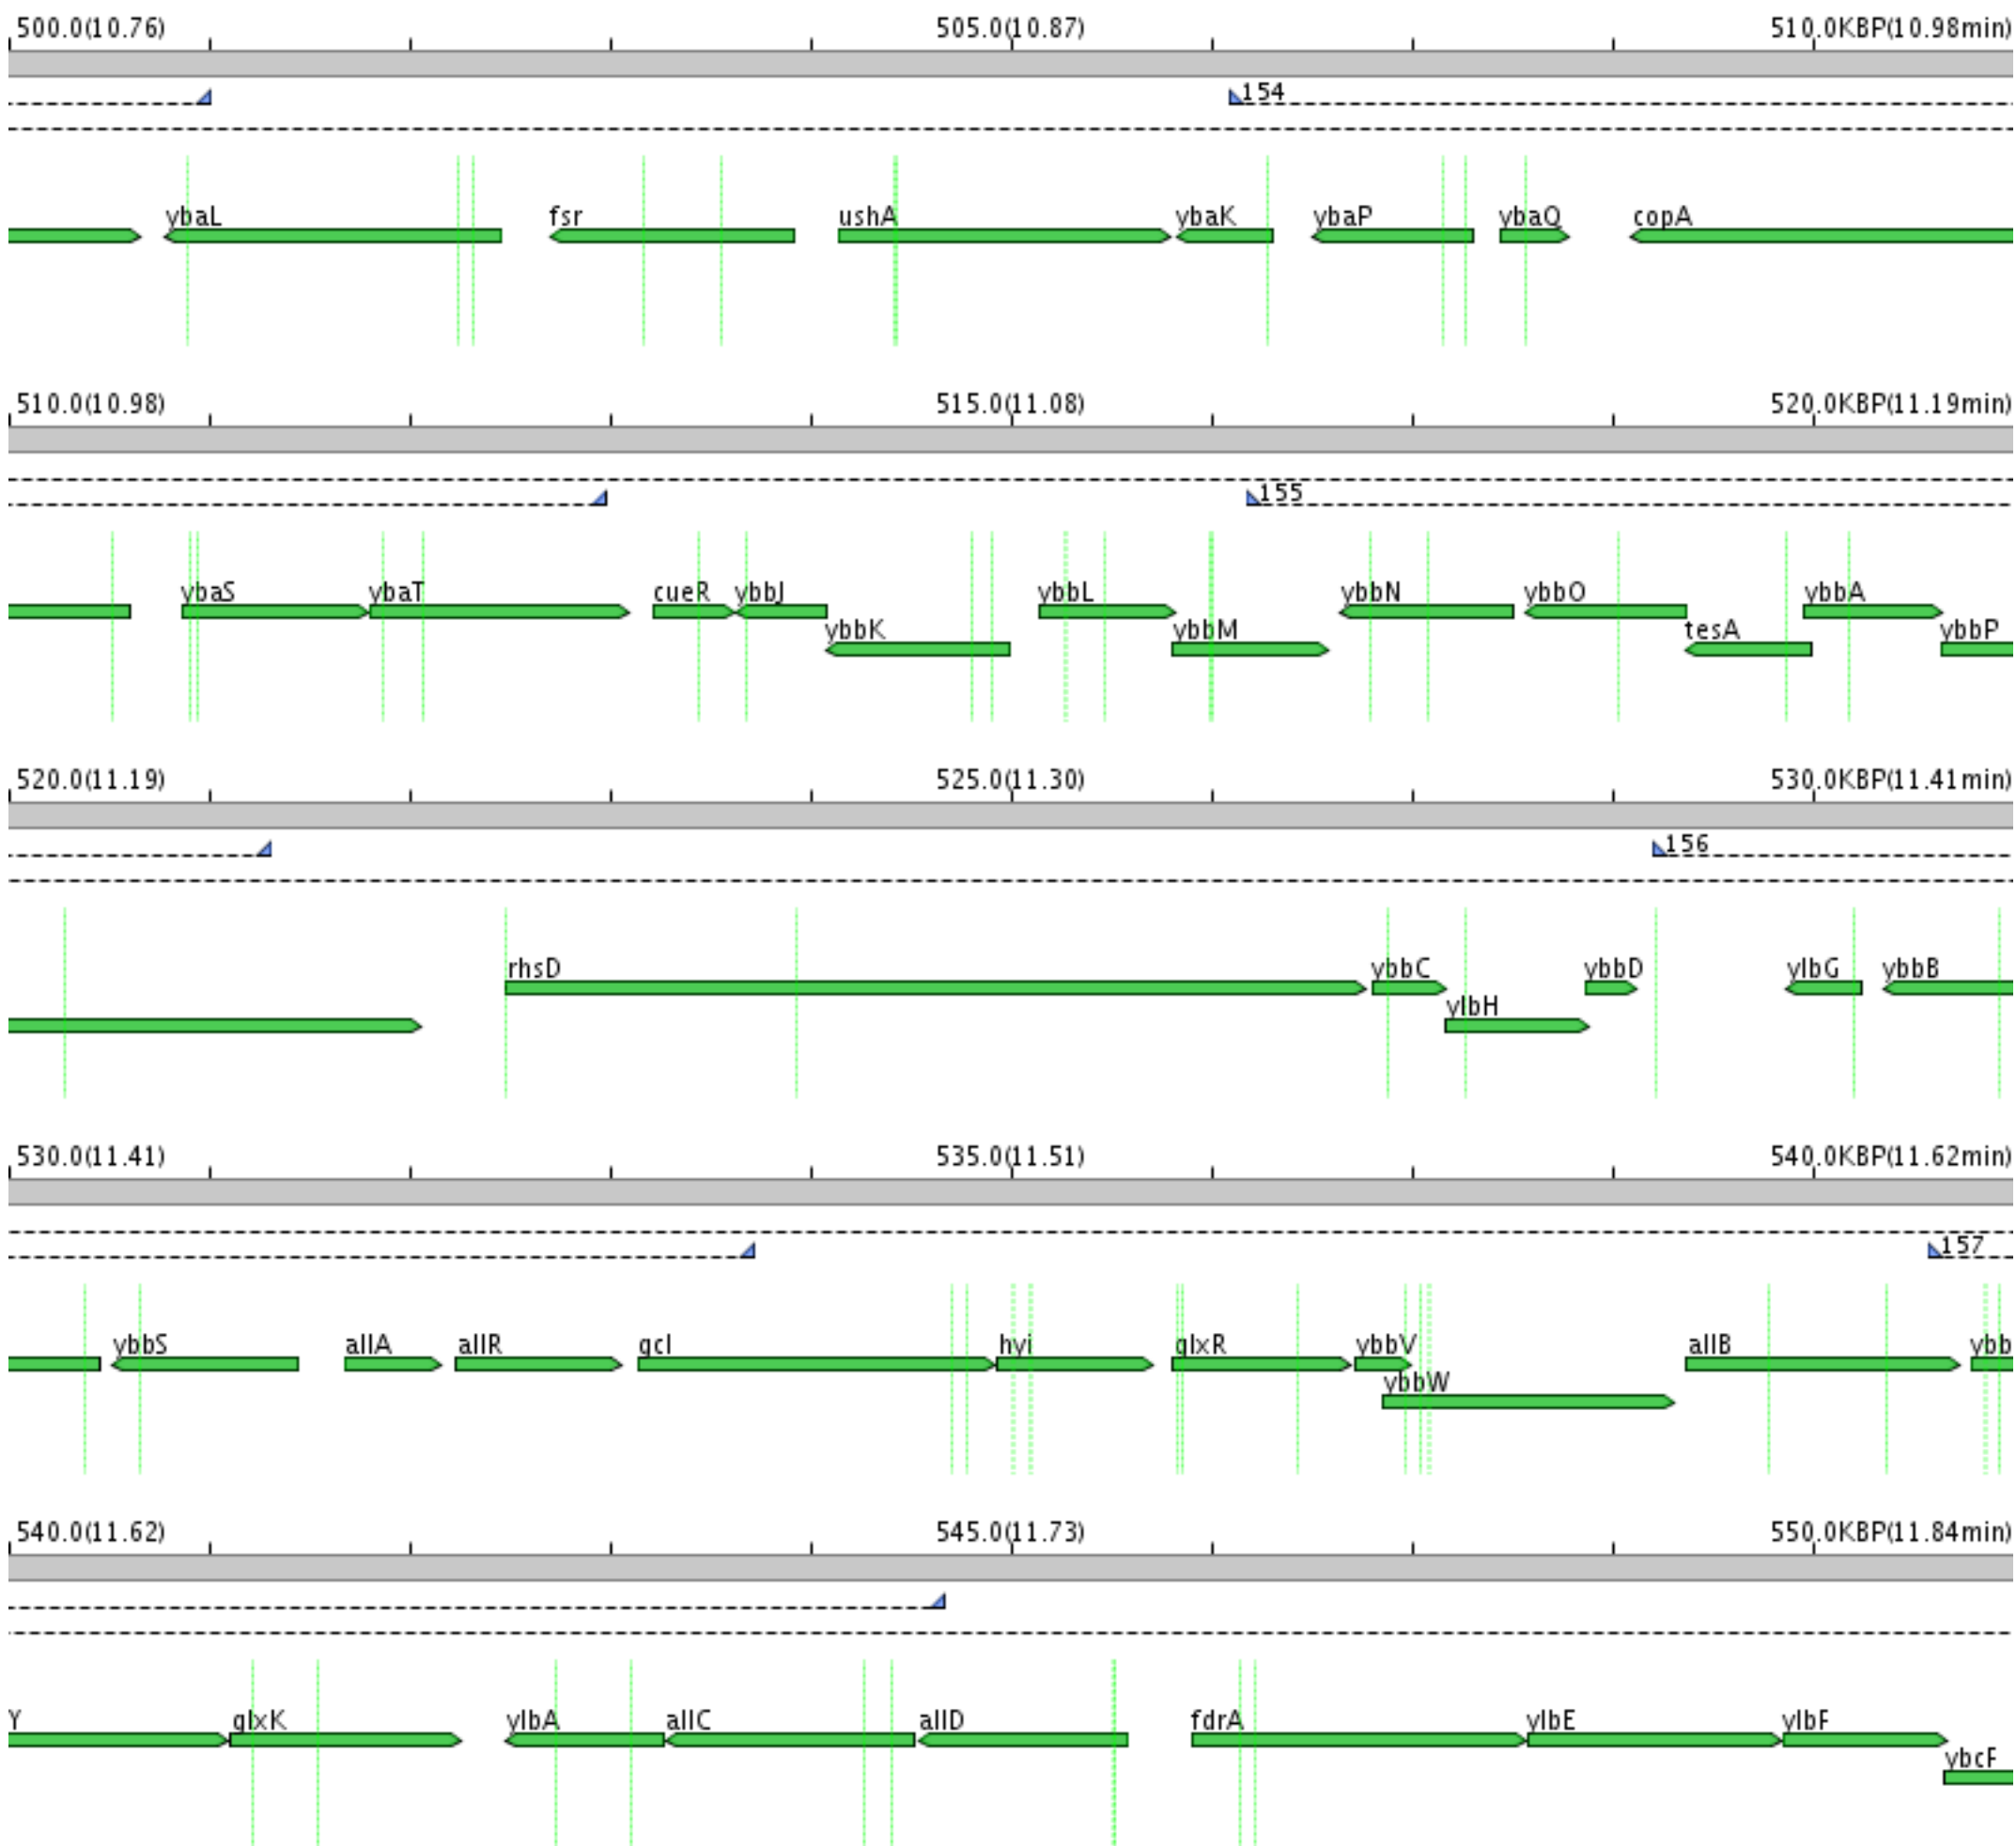 500.0(10.76) 505.0(10.87) 510.0KBP(10.98min)
154
ybaL fsr ushA ybaK ybaP ybaQ copA
510.0(10.98) 515.0(11.08) 520.0KBP(11.19min)
155
ybaS ybaT cueR ybbJ ybbL ybbN ybbO ybbA
ybbK ybbM tesA ybbP
520.0(11.19) 525.0(11.30) 530.0KBP(11.41min)
156
rhsD ybbC ybbD ylbG ybbB
ylbH
530.0(11.41) 535.0(11.51) 540.0KBP(11.62min)
157
ybbS allA allR gcl hyi glxR ybbV allB ybb
ybbW
540.0(11.62) 545.0(11.73) 550.0KBP(11.84min)
Y glxK ylbA allC allD fdrA ylbE ylbF
ybcF